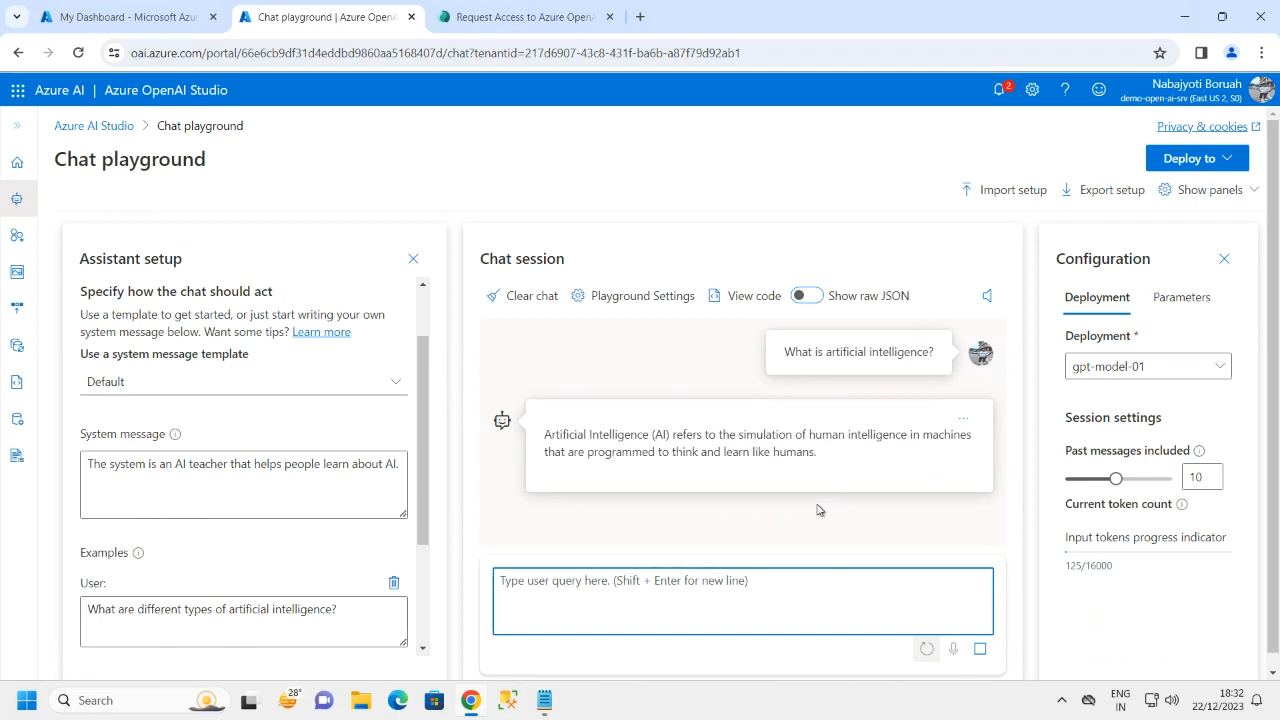 My Dashboard - Microsoft Azure
Chat playground | Azure OpenA
Request Access to Azure OpenA
oai.azure.com/portal/66e6cb9df31d4eddbd9860aa5168407d/chat?tenantid=217d6907-43c8-431f-ba6b-a87f79d92ab1
Azure AI | Azure OpenAI Studio
2
Nabajyoti Boruah
demo-open-ai-srv (East US 2, S0)
Azure AI Studio > Chat playground
Privacy & cookies
Chat playground
Deploy to
Import setup
Export setup
Show panels
Assistant setup
Specify how the chat should act
Use a template to get started, or just start writing your own
system message below. Want some tips? Learn more
Use a system message template
Default
System message
The system is an AI teacher that helps people learn about AI.
Examples
User:
What are different types of artificial intelligence?
Chat session
Clear chat
Playground Settings
View code
Show raw JSON
What is artificial intelligence?
...
Artificial Intelligence (AI) refers to the simulation of human intelligence in machines
that are programmed to think and learn like humans.
Type user query here. (Shift + Enter for new line)
Configuration
Deployment
Parameters
Deployment *
gpt-model-01
Session settings
Past messages included
10
Current token count
Input tokens progress indicator
125/16000
Search
28°
ENG
IN
18:32
22/12/2023